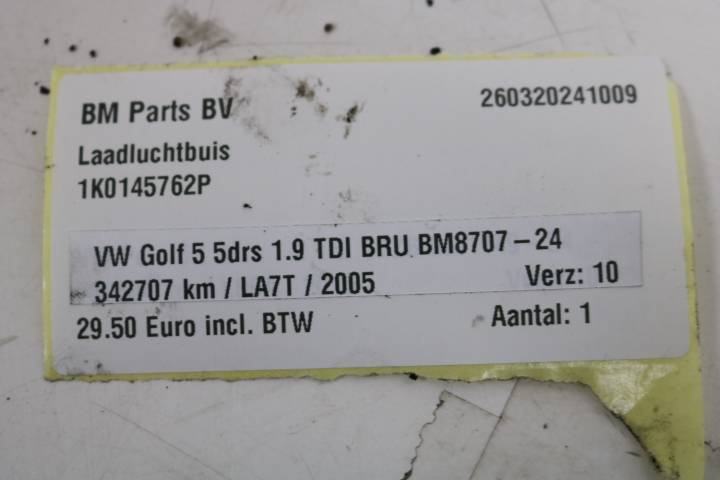 BM Parts BV 260320241009
Laadluchtbuis
1K0145762P
VW Golf 5 5drs 1.9 TDI BRU BM8707-24
342707 km / LA7T / 2005 Verz: 10
29.50 Euro incl. BTW Aantal: 1